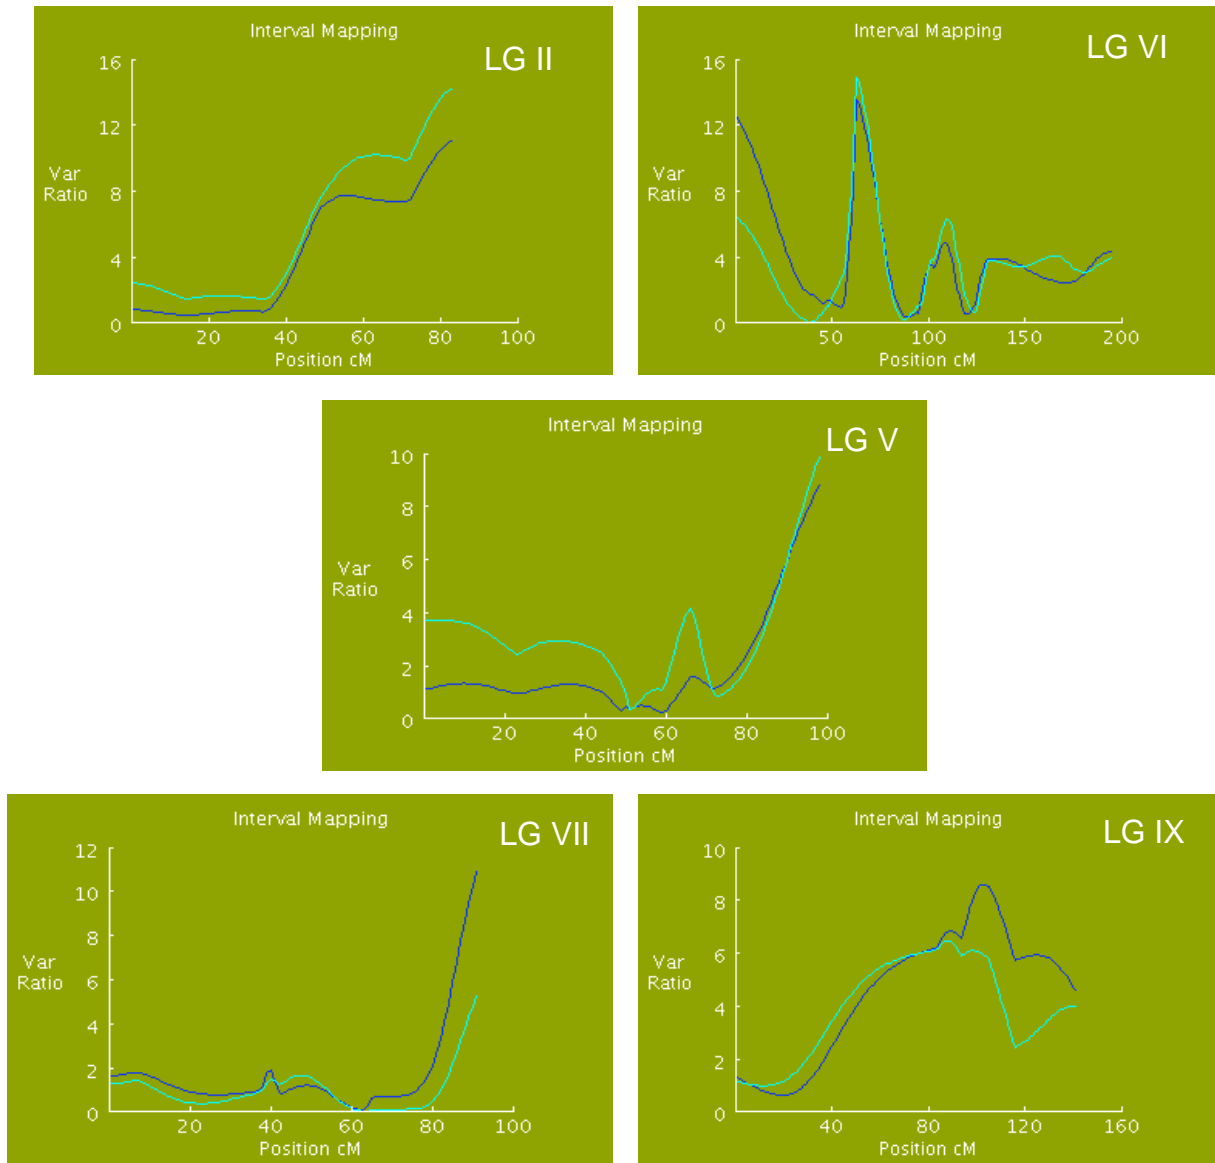 Interval Mapping
LG II
16
12
8
4
0
Var
Ratio
20 40 60 80 100
Position cM
Interval Mapping
LG VI
16
12
8
4
0
Var
Ratio
50 100 150 200
Position cM
Interval Mapping
LG V
10
8
6
4
2
0
Var
Ratio
20 40 60 80 100
Position cM
Interval Mapping
LG VII
12
10
8
6
4
2
0
Var
Ratio
20 40 60 80 100
Position cM
Interval Mapping
LG IX
10
8
6
4
2
0
Var
Ratio
40 80 120 160
Position cM